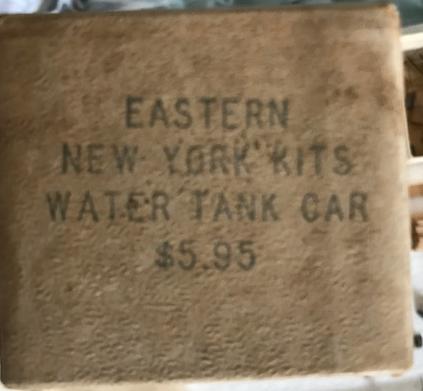 EASTERN
NEW YORK KITS
WATER TANK CAR
$5.95